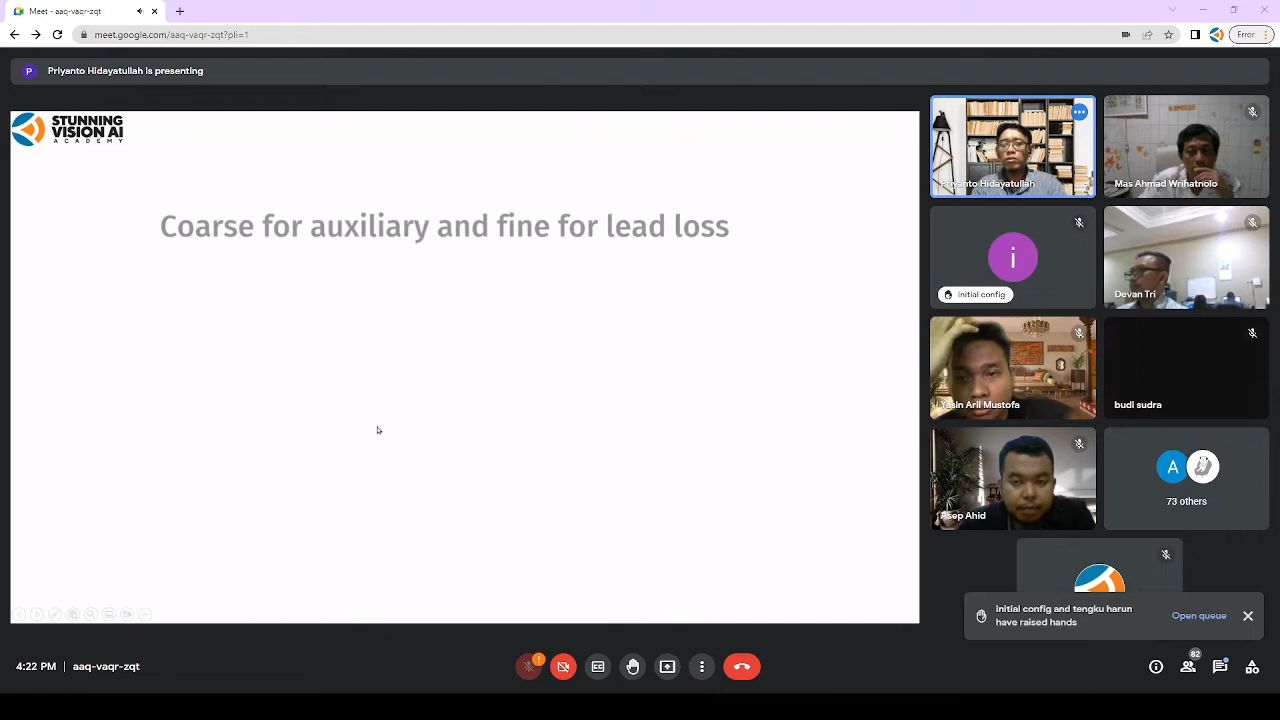 Meet - aaq-vaqr-zqt
meet.google.com/aaq-vaqr-zqt?pli=1
Error
P
Priyanto Hidayatullah is presenting
STUNNING
VISION AI
ACADEMY
Coarse for auxiliary and fine for lead loss
Priyanto Hidayatullah
Mas Ahmad Wrihatnolo
i
initial config
Devan Tri
Yasin Aril Mustofa
budi sudra
Asep Ahid
A
73 others
initial config and tengku harun
have raised hands
Open queue
4:22 PM | aaq-vaqr-zqt
82